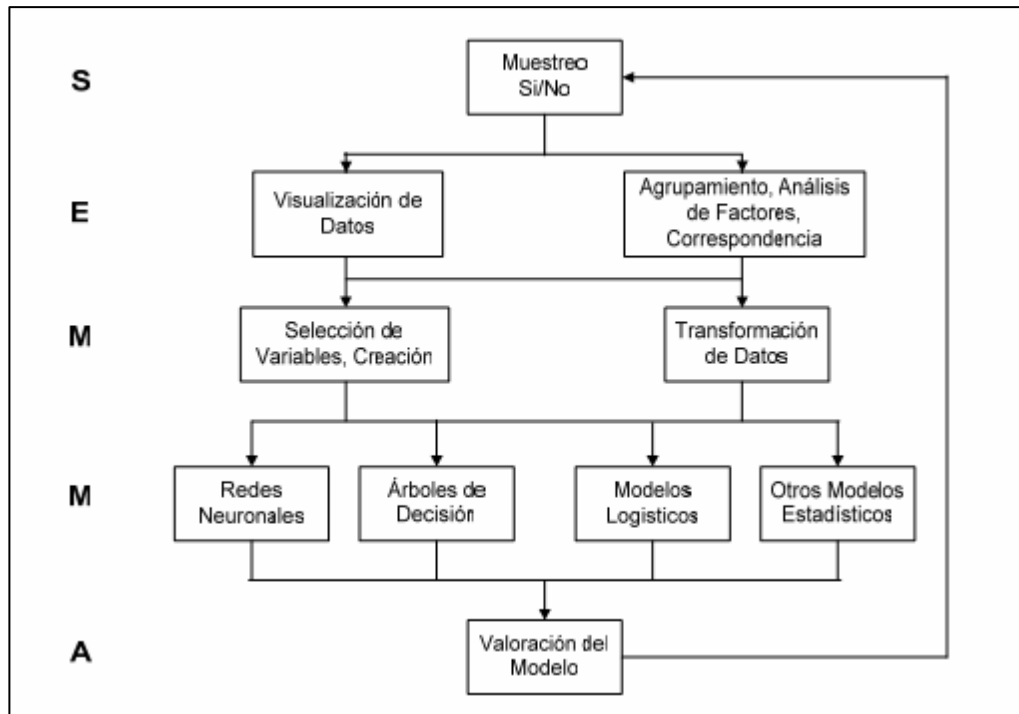 S
Muestreo
Si/No
E
Visualización de
Datos
Agrupamiento, Análisis
de Factores,
Correspondencia
M
Selección de
Variables, Creación
Transformación
de Datos
M
Redes
Neuronales
Árboles de
Decisión
Modelos
Logisticos
Otros Modelos
Estadísticos
A
Valoración del
Modelo